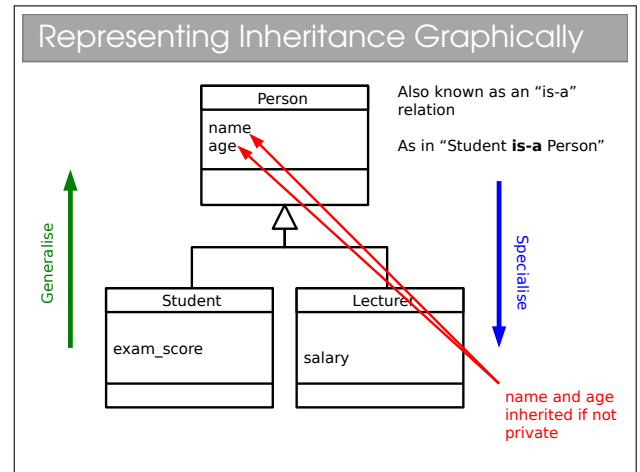 Representing Inheritance Graphically
Person
name
age
Also known as an “is-a”
relation
As in “Student is-a Person”
Generalise
Specialise
Student
exam_score
Lecturer
salary
name and age
inherited if not
private